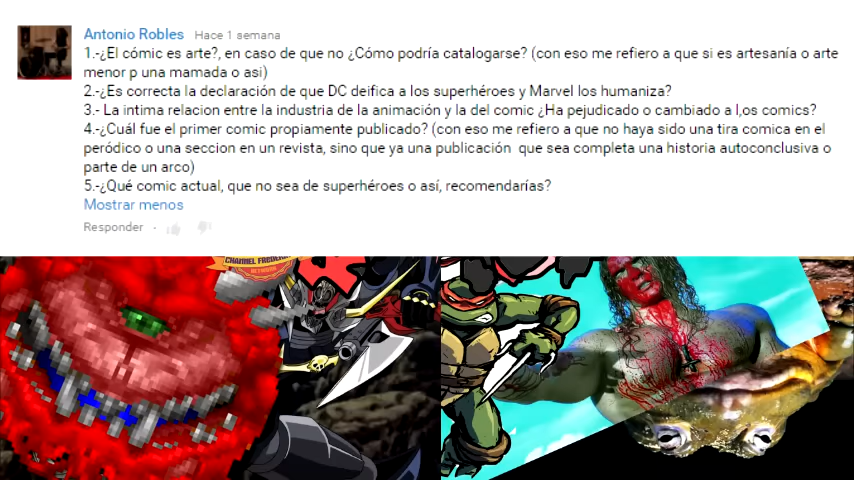 Antonio Robles Hace 1 semana
1.-¿El cómic es arte?, en caso de que no ¿Cómo podría catalogarse? (con eso me refiero a que si es artesanía o arte
menor p una mamada o asi)
2.-¿Es correcta la declaración de que DC deifica a los superhéroes y Marvel los humaniza?
3.- La intima relacion entre la industria de la animación y la del comic ¿Ha pejudicado o cambiado a l,os comics?
4.-¿Cuál fue el primer comic propiamente publicado? (con eso me refiero a que no haya sido una tira comica en el
peródico o una seccion en un revista, sino que ya una publicación que sea completa una historia autoconclusiva o
parte de un arco)
5.-¿Qué comic actual, que no sea de superhéroes o así, recomendarías?
Mostrar menos
Responder ·
CHANNEL
NETWORK